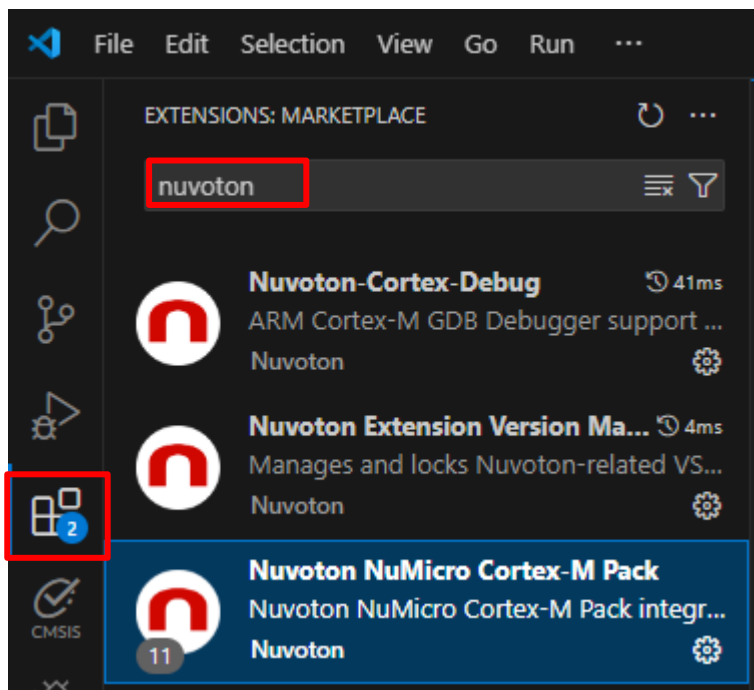 File Edit Selection View Go Run ···
EXTENSIONS: MARKETPLACE
nuvoton
Nuvoton-Cortex-Debug 41ms
ARM Cortex-M GDB Debugger support ...
Nuvoton
Nuvoton Extension Version Ma... 4ms
Manages and locks Nuvoton-related VS...
Nuvoton
2
Nuvoton NuMicro Cortex-M Pack
Nuvoton NuMicro Cortex-M Pack integr...
CMSIS
11
Nuvoton